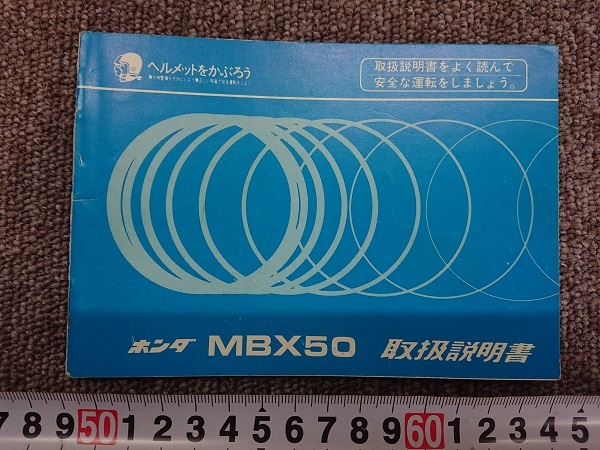 ヘルメットをかぶろう
取扱説明書をよく読んで
安全な運転をしましょう。
ホンダ MBX50 取扱説明書
7 8 9 50 1 2 3 4 5 6 7 8 9 60 1 2 3 4 5